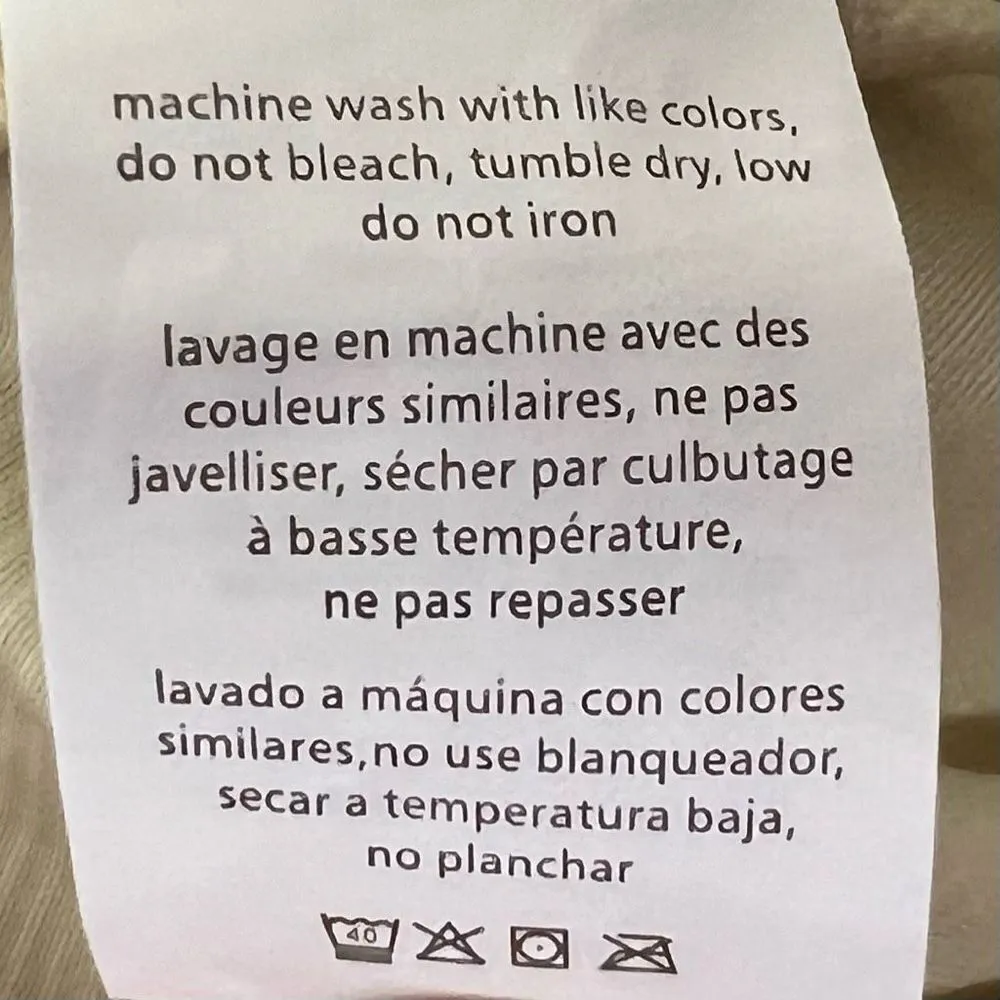 machine wash with like colors,
do not bleach, tumble dry, low
do not iron
lavage en machine avec des
couleurs similaires, ne pas
javelliser, sécher par culbutage
à basse température,
ne pas repasser
lavado a máquina con colores
similares,no use blanqueador,
secar a temperatura baja,
no planchar
40